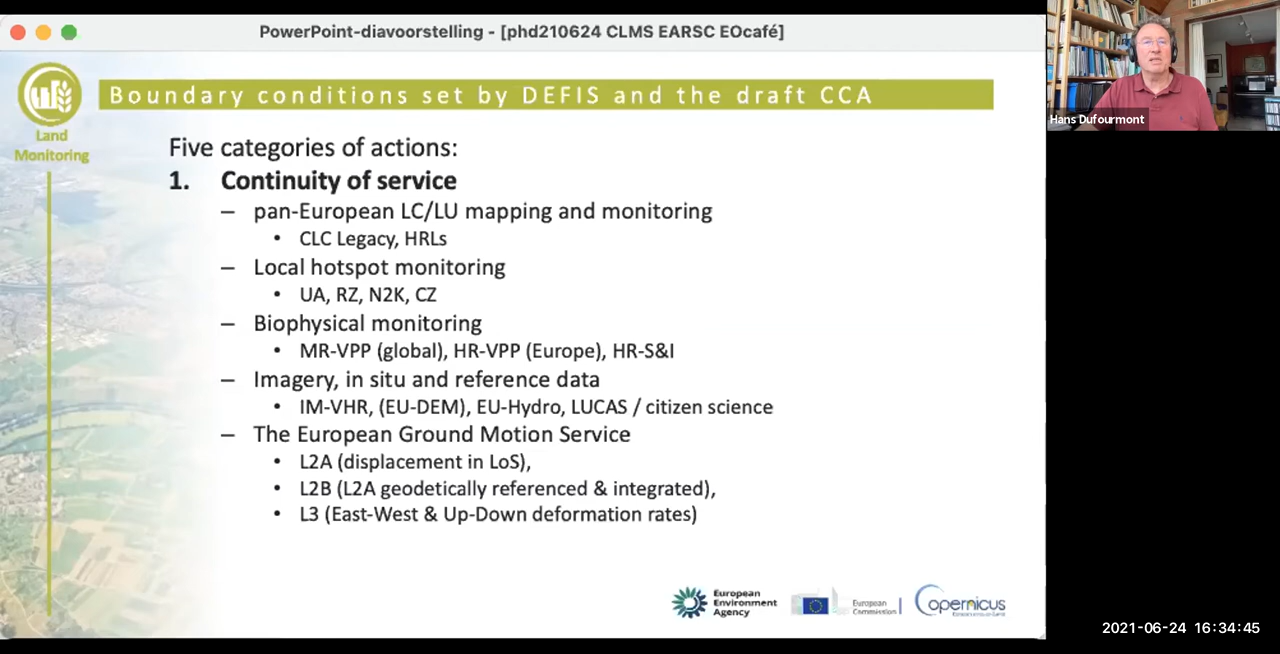 PowerPoint-diavoorstelling - [phd210624 CLMS EARSC EOcafé]
Land
Monitoring
Boundary conditions set by DEFIS and the draft CCA
Five categories of actions:
1. Continuity of service
– pan-European LC/LU mapping and monitoring
• CLC Legacy, HRLs
– Local hotspot monitoring
• UA, RZ, N2K, CZ
– Biophysical monitoring
• MR-VPP (global), HR-VPP (Europe), HR-S&I
– Imagery, in situ and reference data
• IM-VHR, (EU-DEM), EU-Hydro, LUCAS / citizen science
– The European Ground Motion Service
• L2A (displacement in LoS),
• L2B (L2A geodetically referenced & integrated),
• L3 (East-West & Up-Down deformation rates)
European
Environment
Agency
European
Commission
Copernicus
Hans Dufourmont
2021-06-24 16:34:45